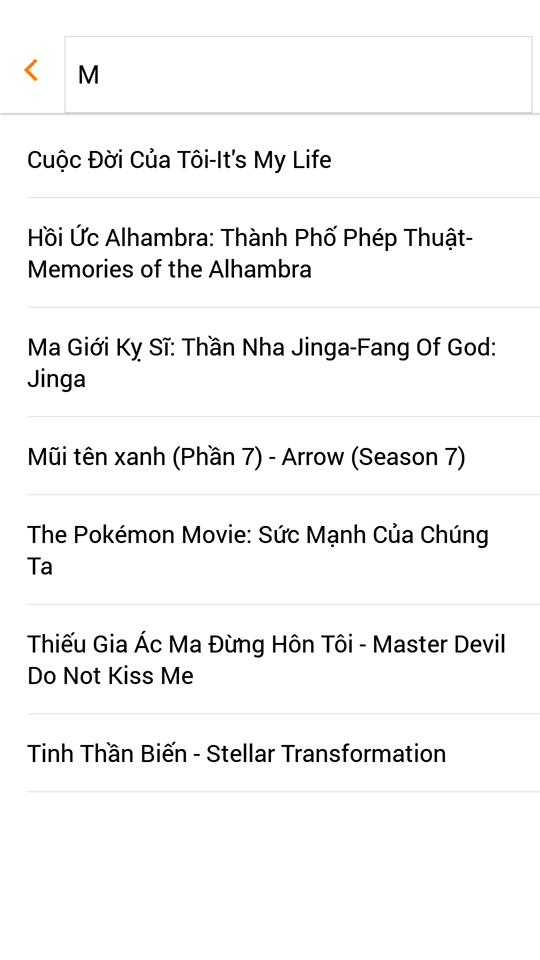 M
Cuộc Đời Của Tôi-It's My Life
Hồi Ức Alhambra: Thành Phố Phép Thuật-
Memories of the Alhambra
Ma Giới Kỵ Sĩ: Thần Nha Jinga-Fang Of God:
Jinga
Mũi tên xanh (Phần 7) - Arrow (Season 7)
The Pokémon Movie: Sức Mạnh Của Chúng
Ta
Thiếu Gia Ác Ma Đừng Hôn Tôi - Master Devil
Do Not Kiss Me
Tinh Thần Biến - Stellar Transformation